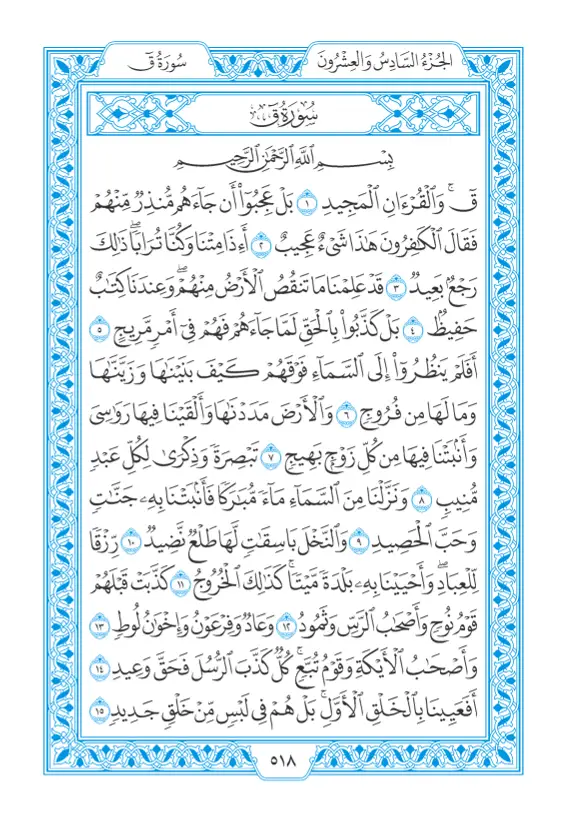 الجُزْءُ السَّادِسُ وَالعِشْرُونَ
سُورَةُ قٓ
سُورَةُ قٓ
بِسْمِ ٱللَّهِ ٱلرَّحْمَٰنِ ٱلرَّحِيمِ
قٓۚ وَٱلْقُرْءَانِ ٱلْمَجِيدِ ١ بَلْ عَجِبُوٓا۟ أَن جَآءَهُم مُّنذِرٌ مِّنْهُمْ
فَقَالَ ٱلْكَٰفِرُونَ هَٰذَا شَىْءٌ عَجِيبٌ ٢ أَءِذَا مِتْنَا وَكُنَّا تُرَابًاۖ ذَٰلِكَ
رَجْعٌۢ بَعِيدٌ ٣ قَدْ عَلِمْنَا مَا تَنقُصُ ٱلْأَرْضُ مِنْهُمْۖ وَعِندَنَا كِتَٰبٌ
حَفِيظٌۢ ٤ بَلْ كَذَّبُوا۟ بِٱلْحَقِّ لَمَّا جَآءَهُمْ فَهُمْ فِىٓ أَمْرٍ مَّرِيجٍ ٥
أَفَلَمْ يَنظُرُوٓا۟ إِلَى ٱلسَّمَآءِ فَوْقَهُمْ كَيْفَ بَنَيْنَٰهَا وَزَيَّنَّٰهَا
وَمَا لَهَا مِن فُرُوجٍ ٦ وَٱلْأَرْضَ مَدَدْنَٰهَا وَأَلْقَيْنَا فِيهَا رَوَٰسِىَ
وَأَنۢبَتْنَا فِيهَا مِن كُلِّ زَوْجٍۭ بَهِيجٍ ٧ تَبْصِرَةً وَذِكْرَىٰ لِكُلِّ عَبْدٍ
مُّنِيبٍ ٨ وَنَزَّلْنَا مِنَ ٱلسَّمَآءِ مَآءً مُّبَٰرَكًا فَأَنۢبَتْنَا بِهِۦ جَنَّٰتٍ
وَحَبَّ ٱلْحَصِيدِ ٩ وَٱلنَّخْلَ بَاسِقَٰتٍ لَّهَا طَلْعٌ نَّضِيدٌ ١٠ رِّزْقًا
لِّلْعِبَادِۖ وَأَحْيَيْنَا بِهِۦ بَلْدَةً مَّيْتًاۚ كَذَٰلِكَ ٱلْخُرُوجُ ١١ كَذَّبَتْ قَبْلَهُمْ
قَوْمُ نُوحٍ وَأَصْحَٰبُ ٱلرَّسِّ وَثَمُودُ ١٢ وَعَادٌ وَفِرْعَوْنُ وَإِخْوَٰنُ لُوطٍ ١٣
وَأَصْحَٰبُ ٱلْأَيْكَةِ وَقَوْمُ تُبَّعٍۚ كُلٌّ كَذَّبَ ٱلرُّسُلَ فَحَقَّ وَعِيدِ ١٤
أَفَعَيِينَا بِٱلْخَلْقِ ٱلْأَوَّلِۚ بَلْ هُمْ فِى لَبْسٍ مِّنْ خَلْقٍ جَدِيدٍ ١٥
٥١٨